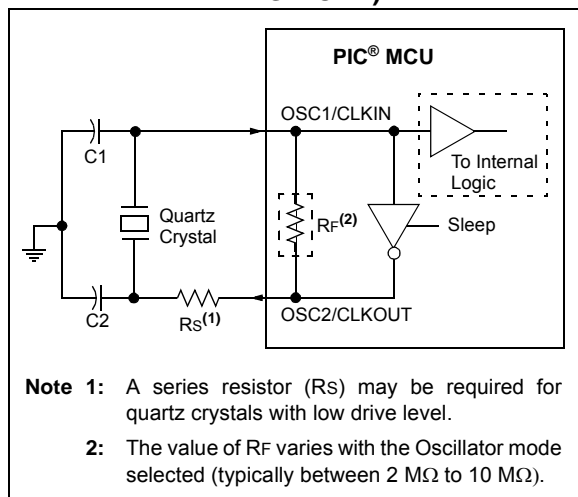 PIC® MCU
OSC1/CLKIN
C1
To Internal
Logic
Quartz
Crystal
RF(2)
Sleep
C2
RS(1)
OSC2/CLKOUT
Note 1: A series resistor (RS) may be required for
quartz crystals with low drive level.
2: The value of RF varies with the Oscillator mode
selected (typically between 2 MΩ to 10 MΩ).